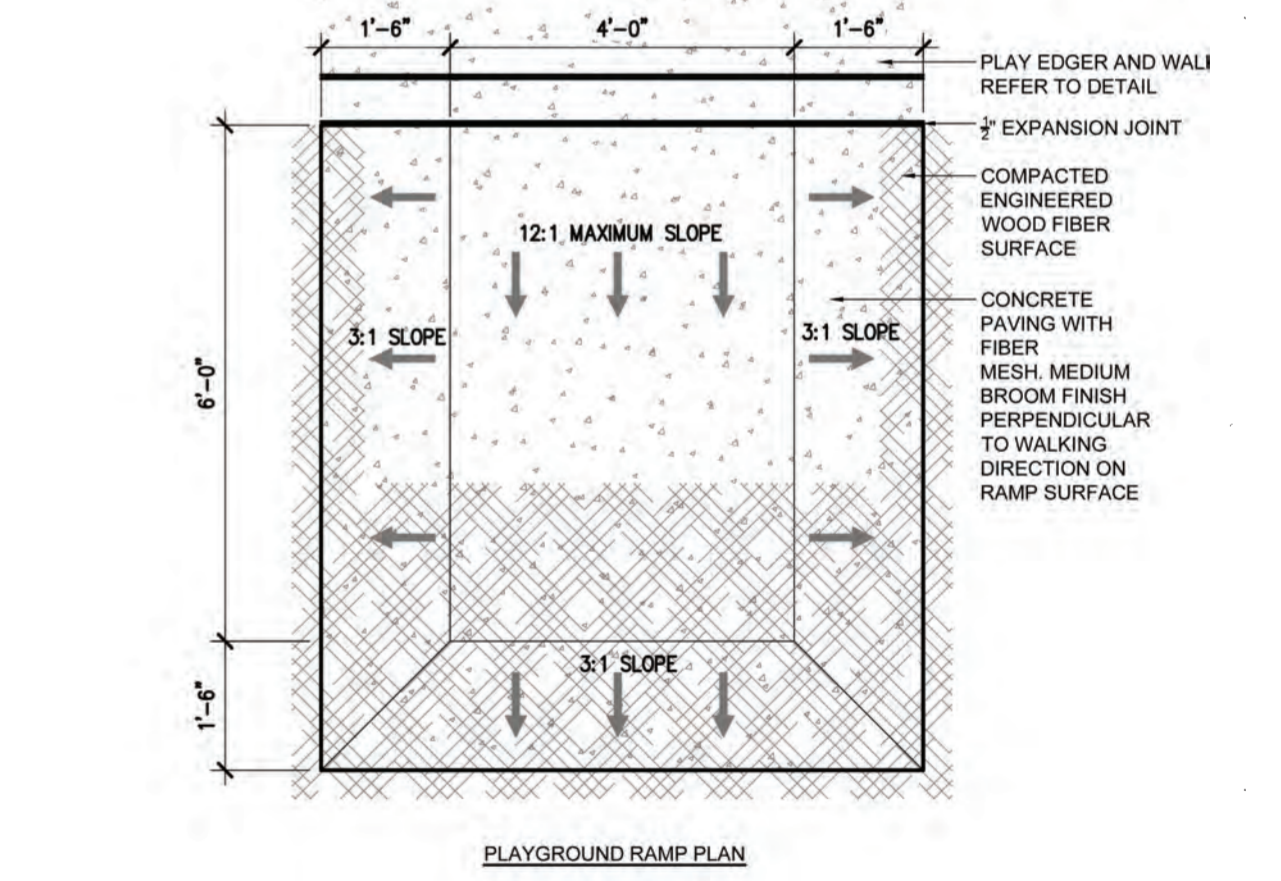 1'-6" 4'-0" 1'-6"
PLAY EDGER AND
REFER TO DETAIL
½" EXPANSION JOINT
COMPACTED
ENGINEERED
WOOD FIBER
SURFACE
12:1 MAXIMUM SLOPE
CONCRETE
PAVING WITH
FIBER
MESH. MEDIUM
BROOM FINISH
PERPENDICULAR
TO WALKING
DIRECTION ON
RAMP SURFACE
3:1 SLOPE
3:1 SLOPE
6'-0"
3:1 SLOPE
1'-6"
PLAYGROUND RAMP PLAN